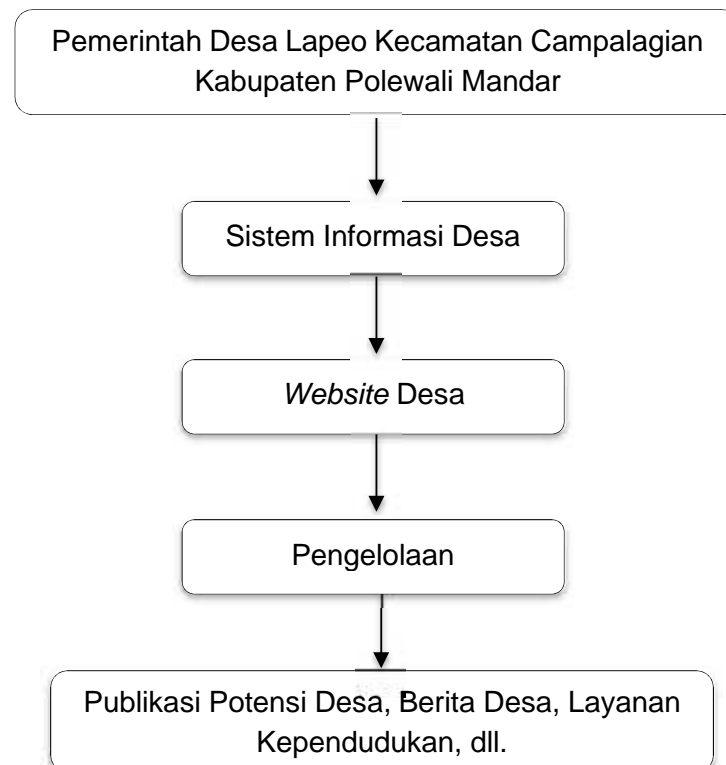 Pemerintah Desa Lapeo Kecamatan Campalagian
Kabupaten Polewali Mandar
Sistem Informasi Desa
Website Desa
Pengelolaan
Publikasi Potensi Desa, Berita Desa, Layanan
Kependudukan, dll.